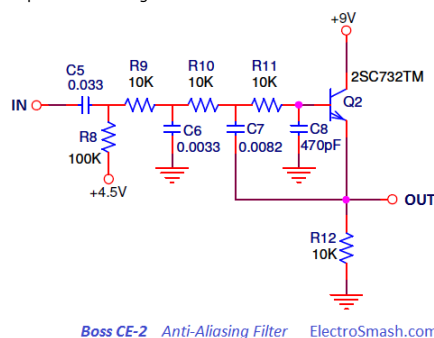 +9V
C5
0.033
R9
10K
R10
10K
R11
10K
2SC732TM
Q2
IN
R8
100K
C6
0.0033
C7
0.0082
C8
470pF
+4.5V
OUT
R12
10K
Boss CE-2 Anti-Aliasing Filter ElectroSmash.com